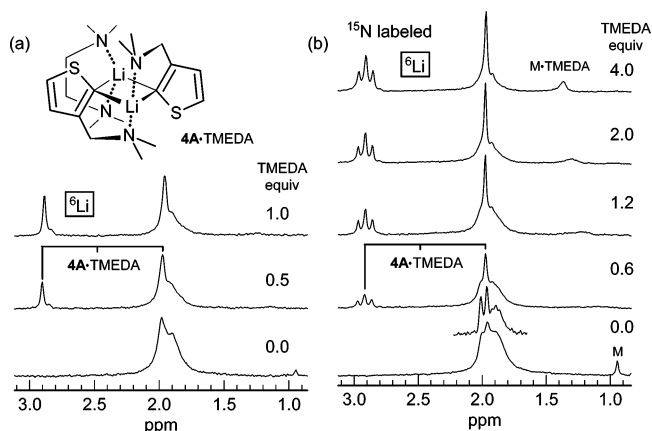 (a)
N
N
S
Li
Li
S
N
N
4A•TMEDA
TMEDA
equiv
⁶Li
1.0
4A•TMEDA
0.5
0.0
3.0 2.5 2.0 1.5 1.0
ppm
(b)
¹⁵N labeled
⁶Li
TMEDA
equiv
M•TMEDA
4.0
2.0
1.2
4A•TMEDA
0.6
0.0
M
3.0 2.5 2.0 1.5 1.0
ppm